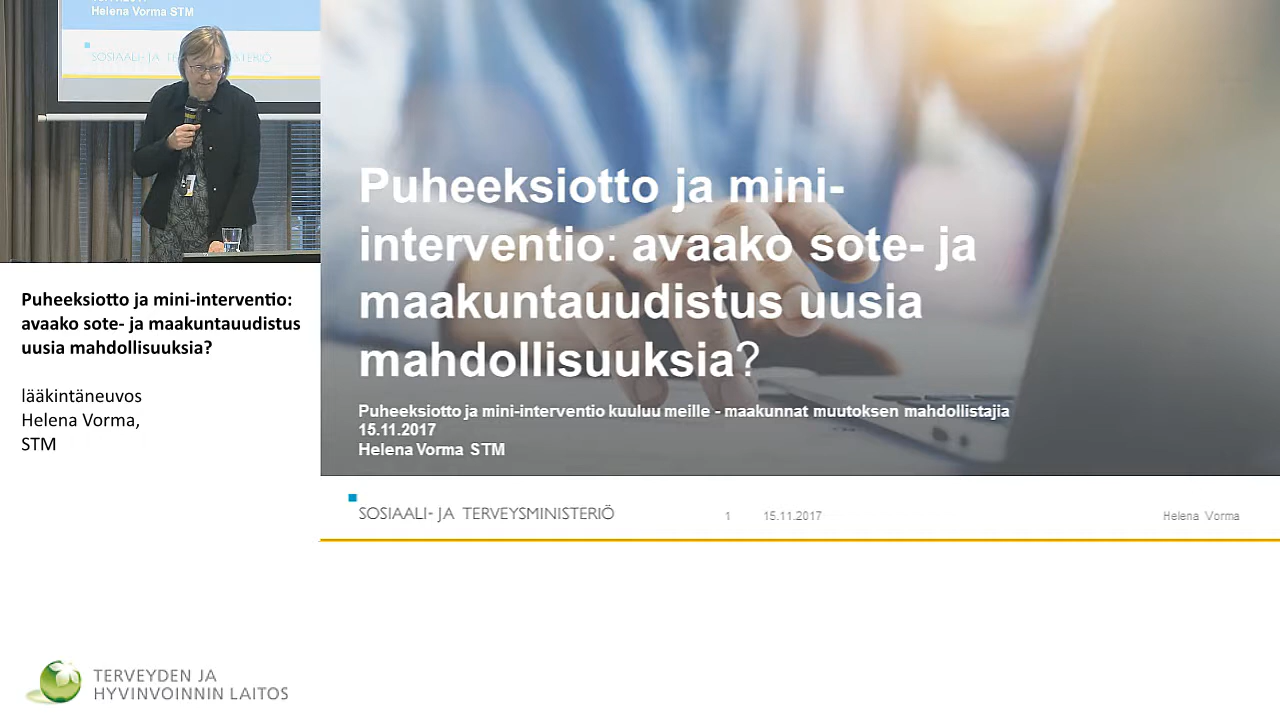 Helena Vorma STM
SOSIAALI- JA TERVEYSMINISTERIÖ
Puheeksiotto ja mini-interventio:
avaako sote- ja maakuntauudistus
uusia mahdollisuuksia?
lääkintäneuvos
Helena Vorma,
STM
Puheeksiotto ja mini-
interventio: avaako sote- ja
maakuntauudistus uusia
mahdollisuuksia?
Puheeksiotto ja mini-interventio kuuluu meille - maakunnat muutoksen mahdollistajia
15.11.2017
Helena Vorma STM
SOSIAALI- JA TERVEYSMINISTERIÖ
1
15.11.2017
Helena Vorma
TERVEYDEN JA
HYVINVOINNIN LAITOS